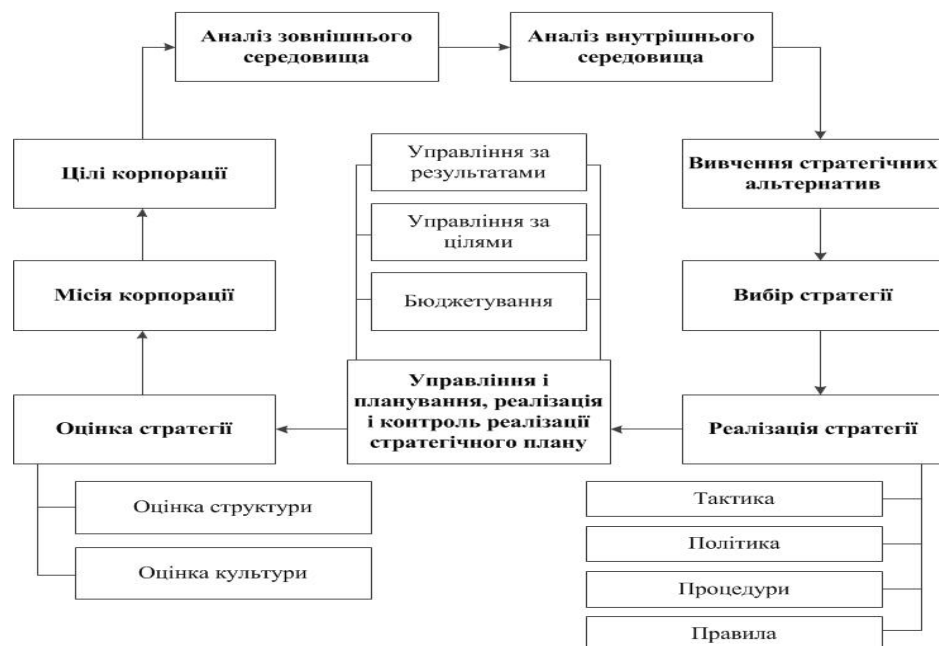 Аналіз зовнішнього
середовища
Аналіз внутрішнього
середовища
Цілі корпорації
Управління за
результатами
Вивчення стратегічних
альтернатив
Управління за
цілями
Місія корпорації
Бюджетування
Вибір стратегії
Оцінка стратегії
Управління і
планування, реалізація
і контроль реалізації
стратегічного плану
Реалізація стратегії
Оцінка структури
Оцінка культури
Тактика
Політика
Процедури
Правила